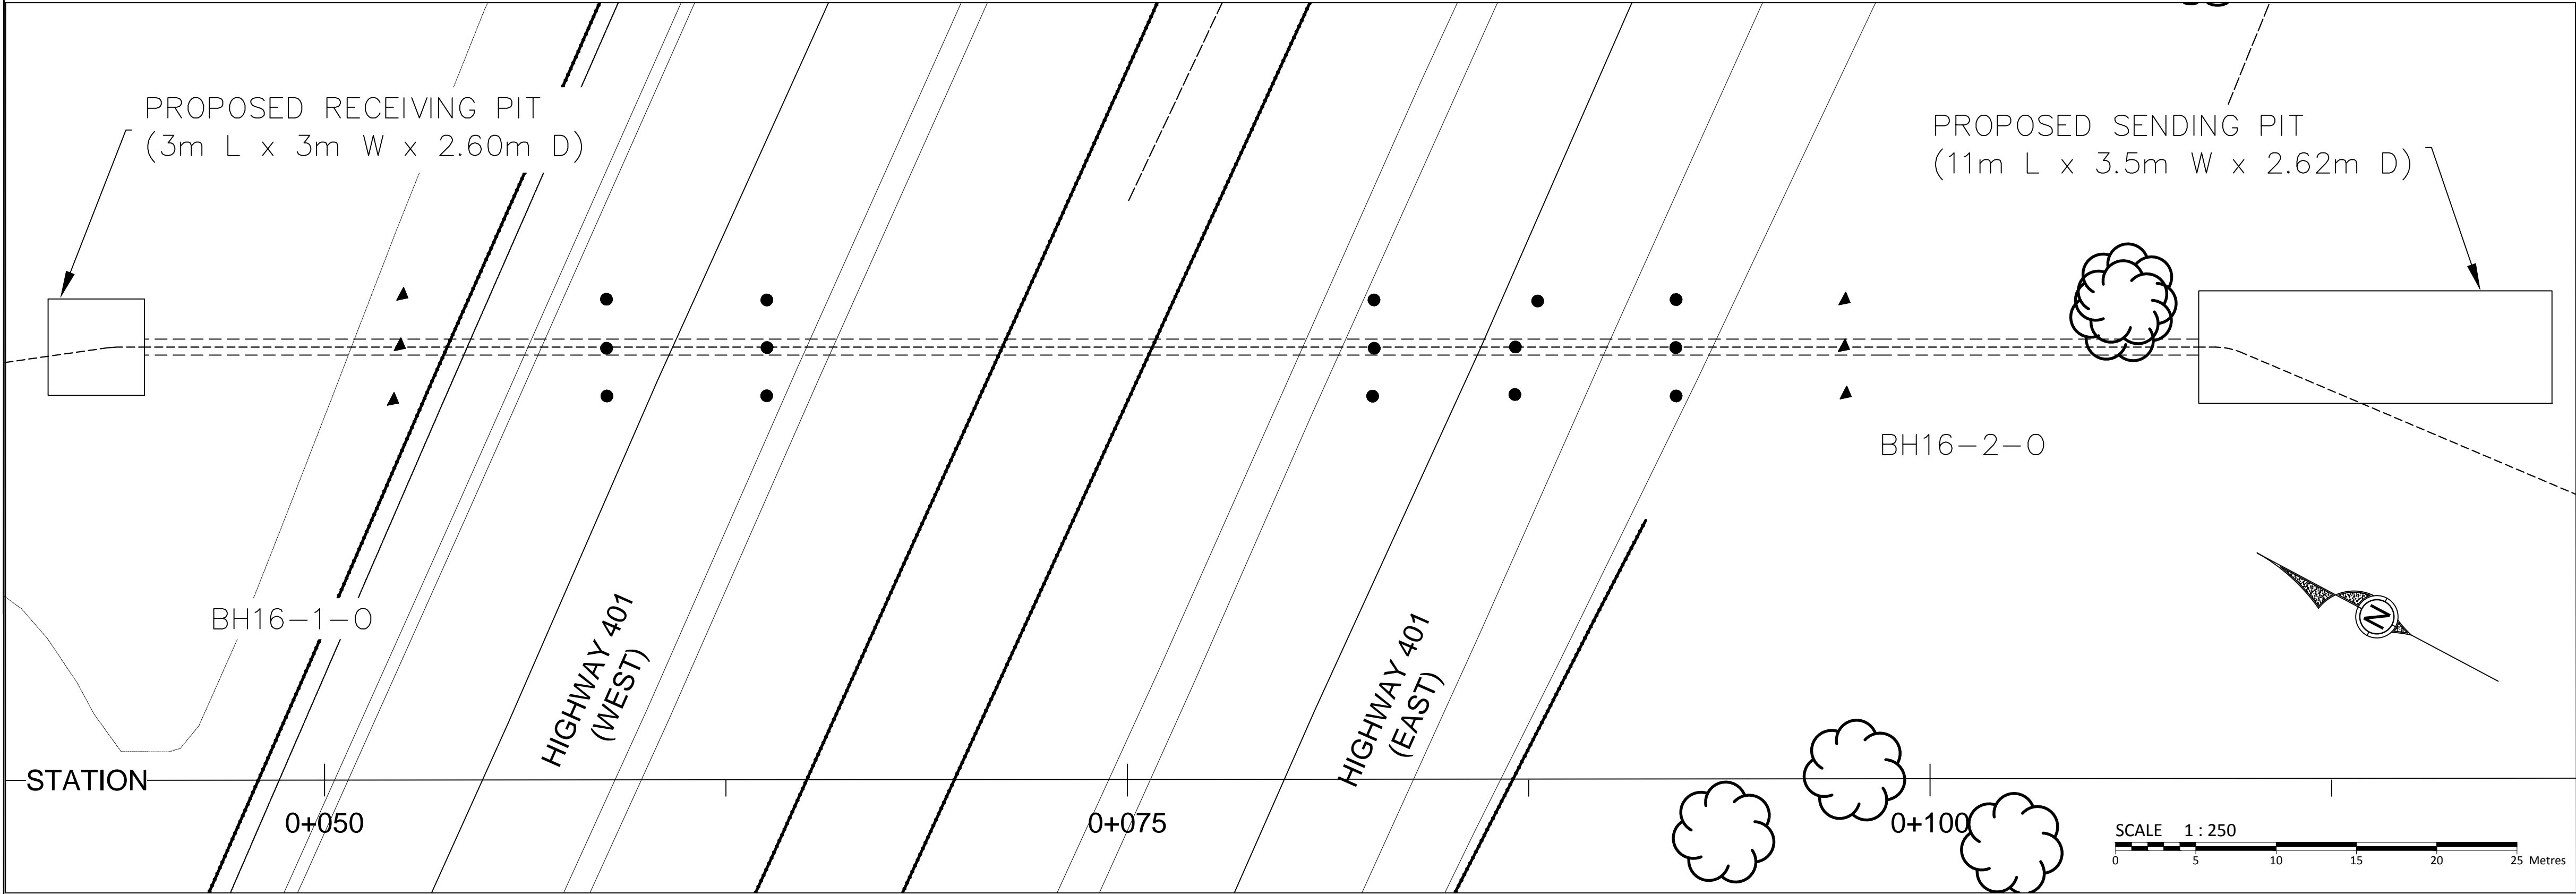 PROPOSED RECEIVING PIT
(3m L x 3m W x 2.60m D)
PROPOSED SENDING PIT
(11m L x 3.5m W x 2.62m D)
BH16-2-O
BH16-1-O
HIGHWAY 401
(WEST)
HIGHWAY 401
(EAST)
N
STATION
0+050
0+075
0+100
SCALE 1 : 250
0 5 10 15 20 25 Metres